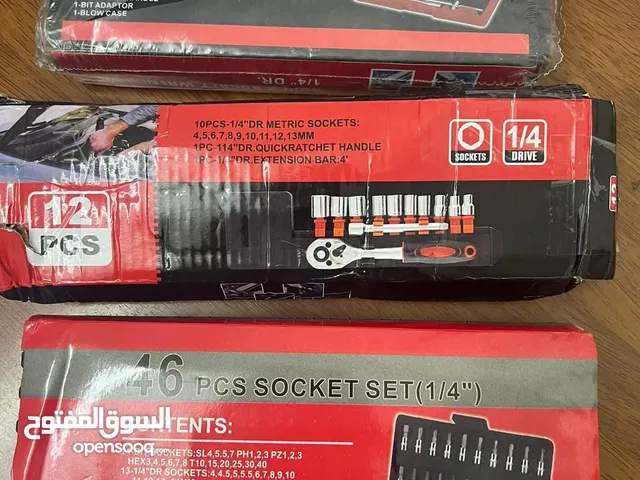 1-BIT ADAPTOR
1-BLOW CASE
1/4" DR.
10PCS-1/4"DR METRIC SOCKETS:
4,5,6,7,8,9,10,11,12,13MM
1PC-114"DR.QUICKRATCHET HANDLE
1PC-1/4"DR.EXTENSION BAR:4'
SOCKETS
1/4
DRIVE
12
PCS
12
46 PCS SOCKET SET(1/4")
CONTENTS:
SL4,5.5,7 PH1,2,3 PZ1,2,3
HEX3,4,5,6,7,8 T10,15,20,25,30,40
13-1/4"DR SOCKETS:4,4.5,5,5.5,6,7,8,9,10
السوق المفتوح
opensooq.com